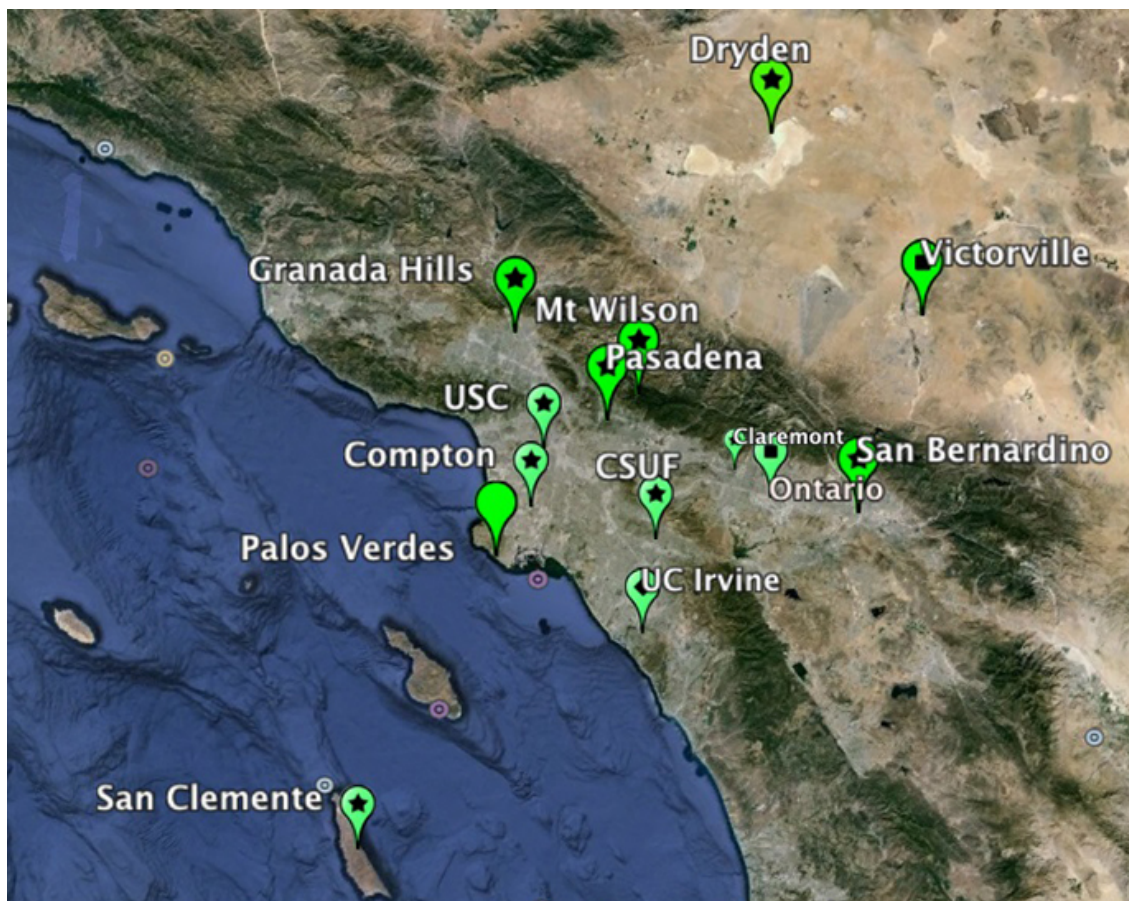 Dryden
Victorville
Granada Hills
Mt Wilson
Pasadena
USC
Claremont
San Bernardino
Compton
CSUF
Ontario
Palos Verdes
UC Irvine
San Clemente